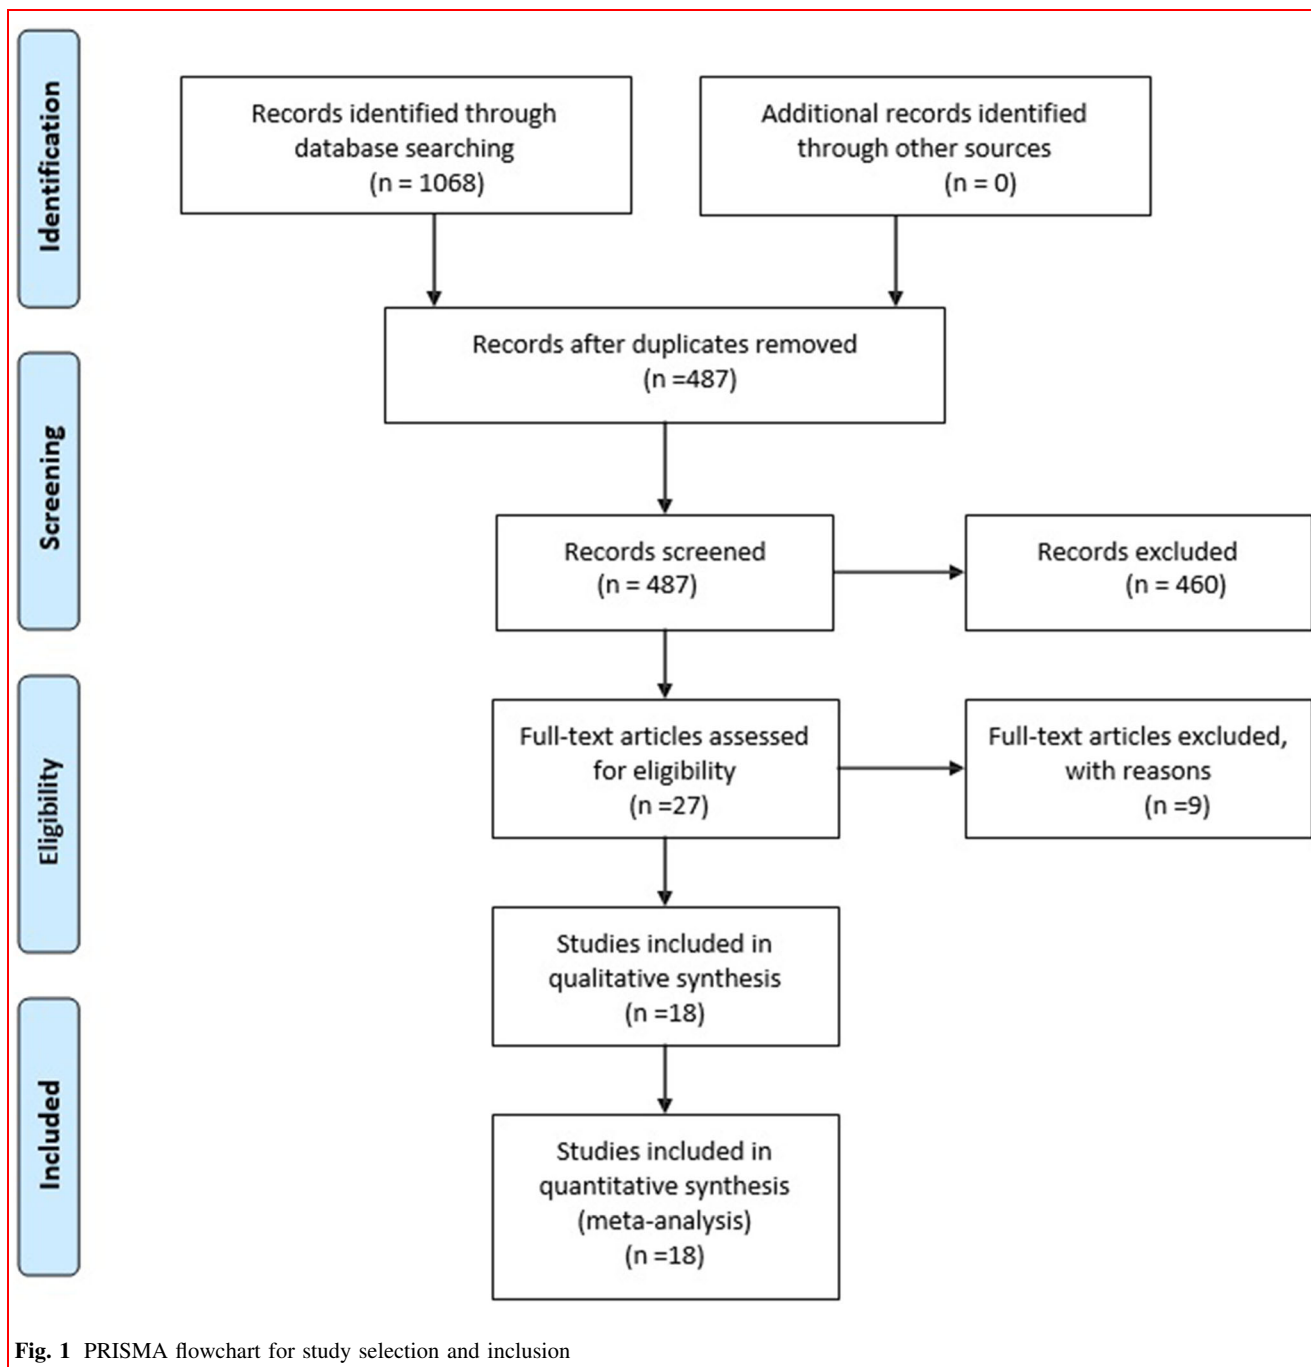 Identification
Records identified through
database searching
(n = 1068)
Additional records identified
through other sources
(n = 0)
Records after duplicates removed
(n =487)
Screening
Records screened
(n = 487)
Records excluded
(n = 460)
Eligibility
Full-text articles assessed
for eligibility
(n =27)
Full-text articles excluded,
with reasons
(n =9)
Studies included in
qualitative synthesis
(n =18)
Included
Studies included in
quantitative synthesis
(meta-analysis)
(n =18)
Fig. 1 PRISMA flowchart for study selection and inclusion